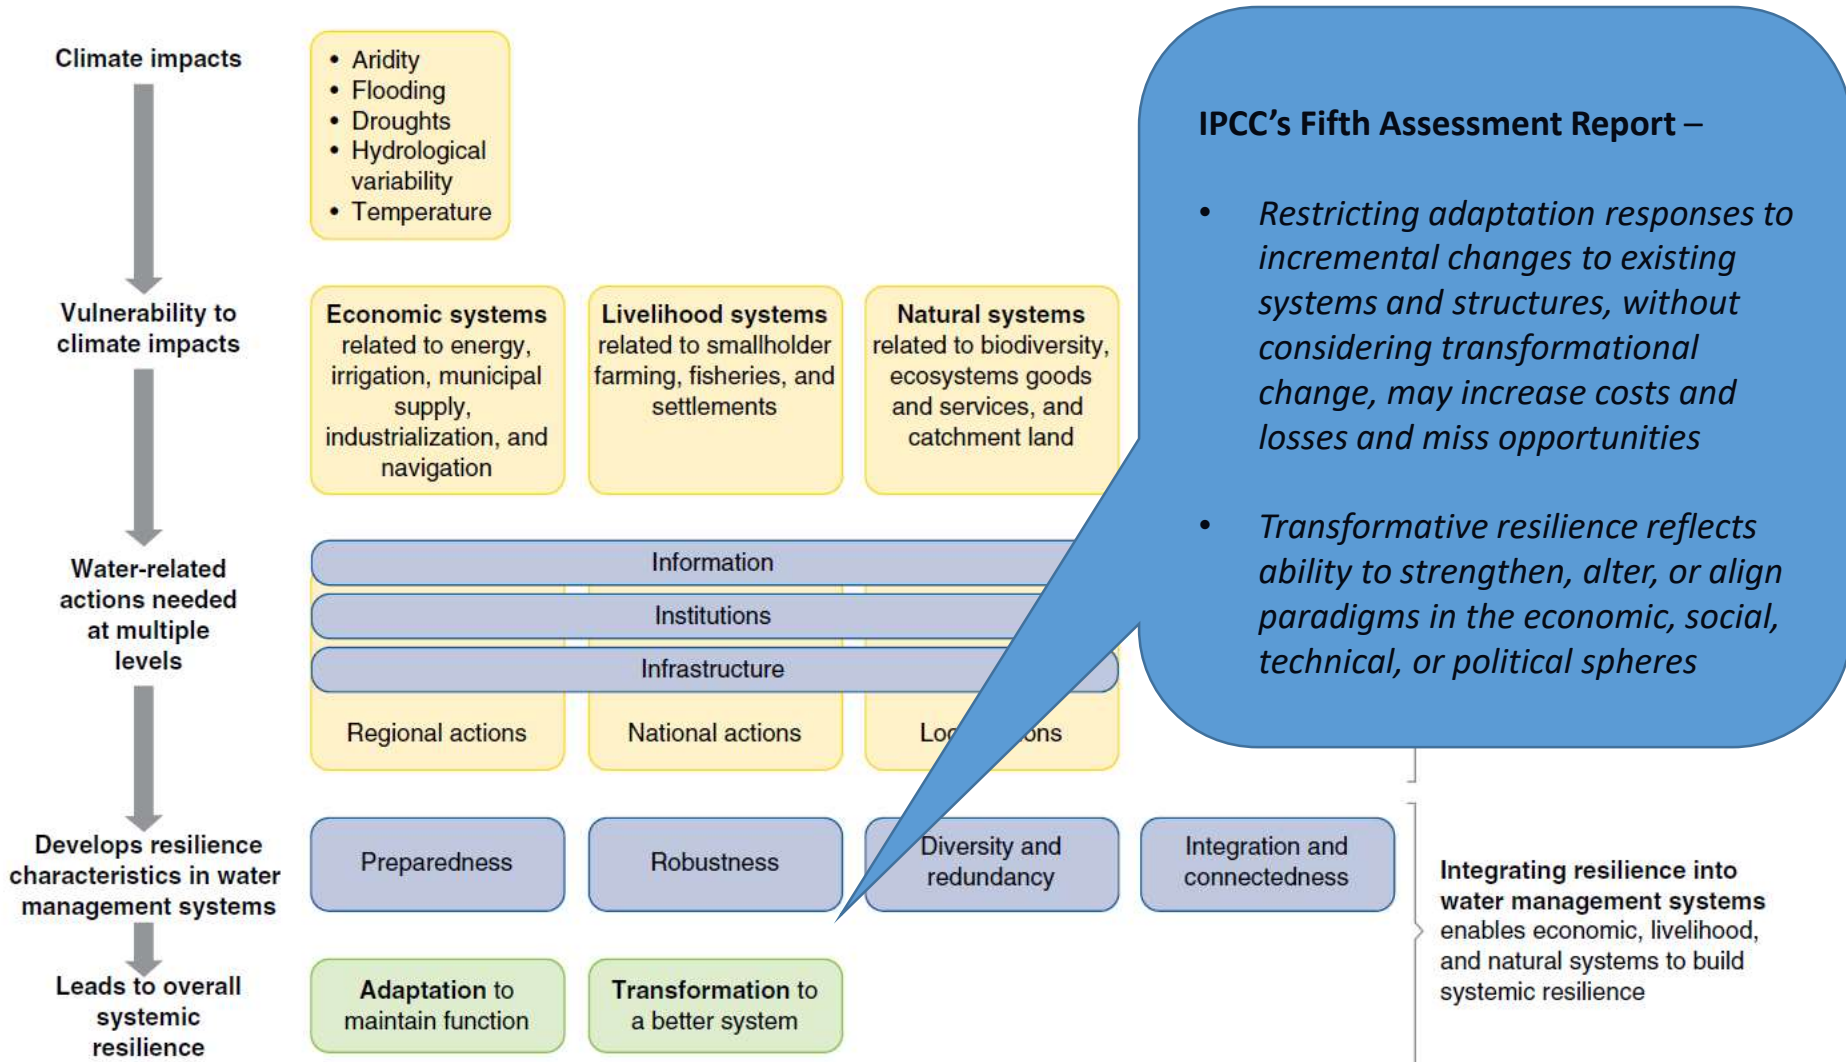 Climate impacts
• Aridity
• Flooding
• Droughts
• Hydrological
variability
• Temperature
IPCC’s Fifth Assessment Report –
• Restricting adaptation responses to
incremental changes to existing
systems and structures, without
considering transformational
change, may increase costs and
losses and miss opportunities
• Transformative resilience reflects
ability to strengthen, alter, or align
paradigms in the economic, social,
technical, or political spheres
Vulnerability to
climate impacts
Economic systems
related to energy,
irrigation, municipal
supply,
industrialization, and
navigation
Livelihood systems
related to smallholder
farming, fisheries, and
settlements
Natural systems
related to biodiversity,
ecosystems goods
and services, and
catchment land
Water-related
actions needed
at multiple
levels
Information
Institutions
Infrastructure
Regional actions
National actions
Develops resilience
characteristics in water
management systems
Preparedness
Robustness
Diversity and
redundancy
Integration and
connectedness
Integrating resilience into
water management systems
enables economic, livelihood,
and natural systems to build
systemic resilience
Leads to overall
systemic
resilience
Adaptation to
maintain function
Transformation to
a better system